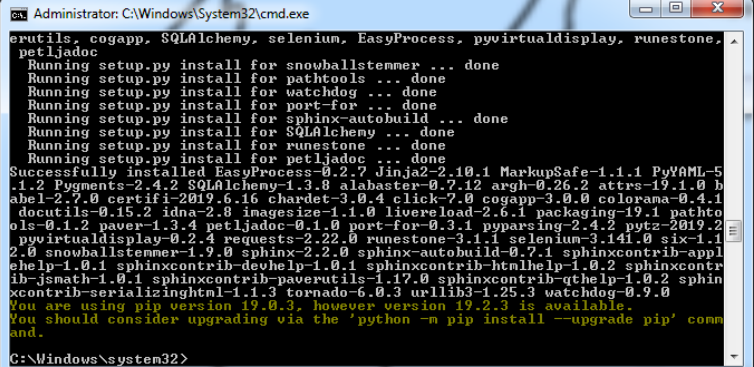 Administrator: C:\Windows\System32\cmd.exe
erutils, cogapp, SQLAlchemy, selenium, EasyProcess, pyvirtualdisplay, runestone,
 petljadoc
  Running setup.py install for snowballstemmer ... done
  Running setup.py install for pathtools ... done
  Running setup.py install for watchdog ... done
  Running setup.py install for port-for ... done
  Running setup.py install for sphinx-autobuild ... done
  Running setup.py install for SQLAlchemy ... done
  Running setup.py install for runestone ... done
  Running setup.py install for petljadoc ... done
Successfully installed EasyProcess-0.2.7 Jinja2-2.10.1 MarkupSafe-1.1.1 PyYAML-5
.1.2 Pygments-2.4.2 SQLAlchemy-1.3.8 alabaster-0.7.12 argh-0.26.2 attrs-19.1.0 b
abel-2.7.0 certifi-2019.6.16 chardet-3.0.4 click-7.0 cogapp-3.0.0 colorama-0.4.1
 docutils-0.15.2 idna-2.8 imagesize-1.1.0 livereload-2.6.1 packaging-19.1 pathto
ols-0.1.2 paver-1.3.4 petljadoc-0.1.0 port-for-0.3.1 pyparsing-2.4.2 pytz-2019.2
 pyvirtualdisplay-0.2.4 requests-2.22.0 runestone-3.1.1 selenium-3.141.0 six-1.1
2.0 snowballstemmer-1.9.0 sphinx-2.2.0 sphinx-autobuild-0.7.1 sphinxcontrib-appl
ehelp-1.0.1 sphinxcontrib-devhelp-1.0.1 sphinxcontrib-htmlhelp-1.0.2 sphinxcontr
ib-jsmath-1.0.1 sphinxcontrib-paverutils-1.17.0 sphinxcontrib-qthelp-1.0.2 sphin
xcontrib-serializinghtml-1.1.3 tornado-6.0.3 urllib3-1.25.3 watchdog-0.9.0
You are using pip version 19.0.3, however version 19.2.3 is available.
You should consider upgrading via the 'python -m pip install --upgrade pip' comm
and.
C:\Windows\system32>